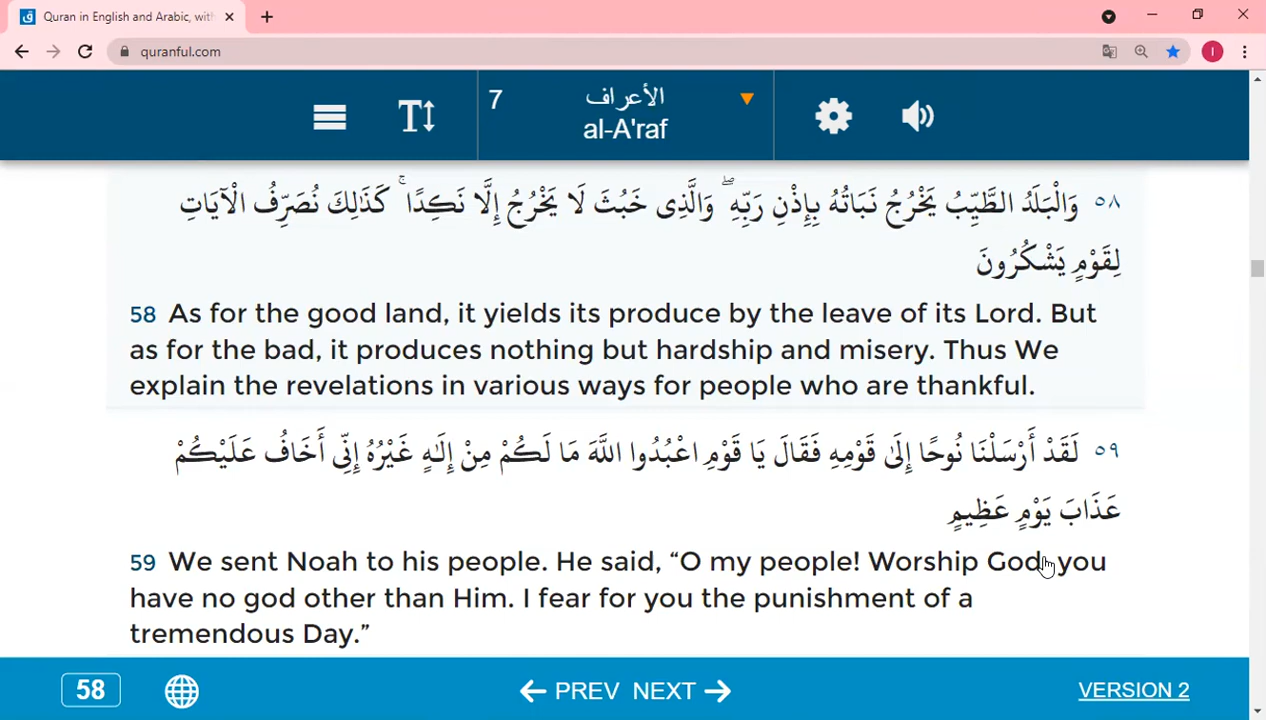 Quran in English and Arabic, with
quranful.com
I
7
الأعراف
al-A'raf
٥٨ وَالْبَلَدُ الطَّيِّبُ يَخْرُجُ نَبَاتُهُ بِإِذْنِ رَبِّهِ ۖ وَالَّذِى خَبُثَ لَا يَخْرُجُ إِلَّا نَكِدًا ۚ كَذَٰلِكَ نُصَرِّفُ الْآيَاتِ
لِقَوْمٍ يَشْكُرُونَ
58 As for the good land, it yields its produce by the leave of its Lord. But
as for the bad, it produces nothing but hardship and misery. Thus We
explain the revelations in various ways for people who are thankful.
٥٩ لَقَدْ أَرْسَلْنَا نُوحًا إِلَىٰ قَوْمِهِ فَقَالَ يَا قَوْمِ اعْبُدُوا اللَّهَ مَا لَكُمْ مِنْ إِلَٰهٍ غَيْرُهُ إِنِّى أَخَافُ عَلَيْكُمْ
عَذَابَ يَوْمٍ عَظِيمٍ
59 We sent Noah to his people. He said, “O my people! Worship God you
have no god other than Him. I fear for you the punishment of a
tremendous Day.”
58
PREV NEXT
VERSION 2